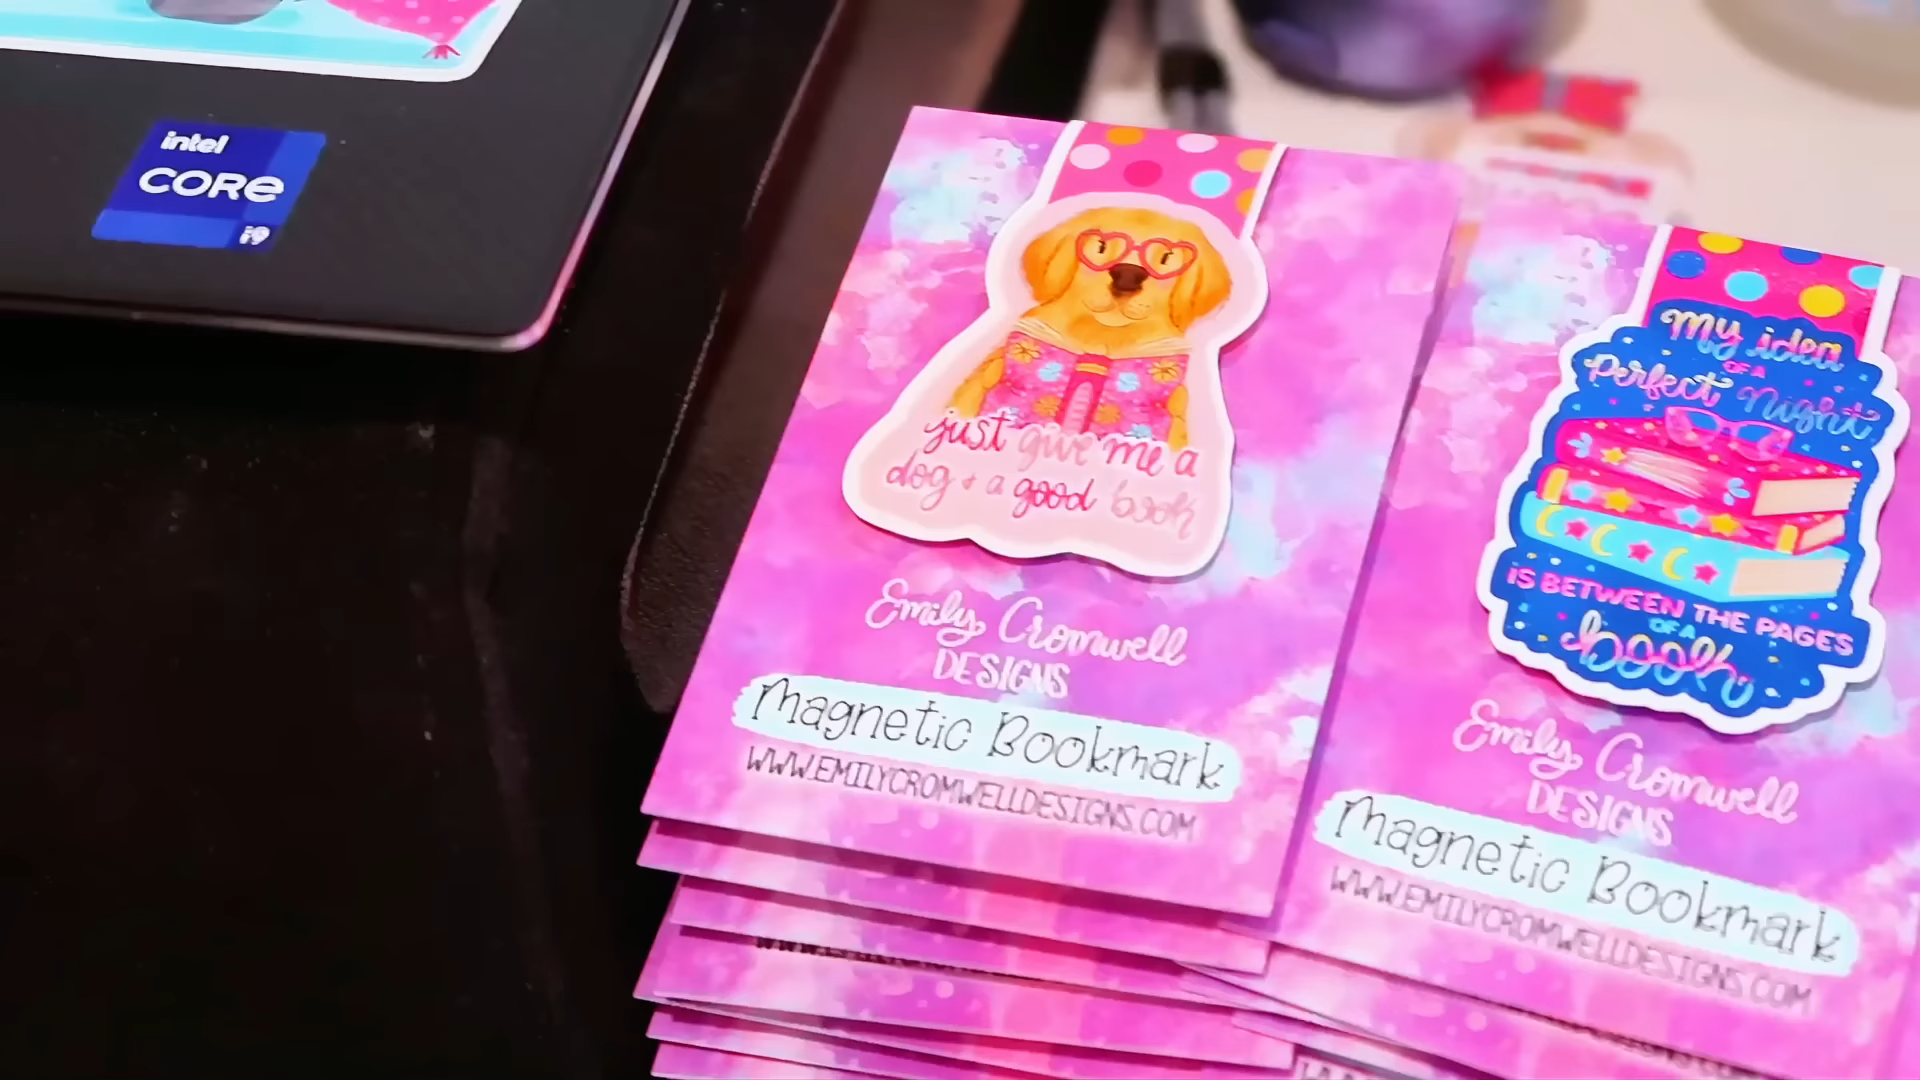 intel
CORE
i9
just give me a
dog + a good book
Emily Cromwell
DESIGNS
Magnetic Bookmark
WWW.EMILYCROMWELLDESIGNS.COM
my idea
OF A
perfect night
IS BETWEEN THE PAGES
OF A
book
Emily Cromwell
DESIGNS
Magnetic Bookmark
WWW.EMILYCROMWELLDESIGNS.COM